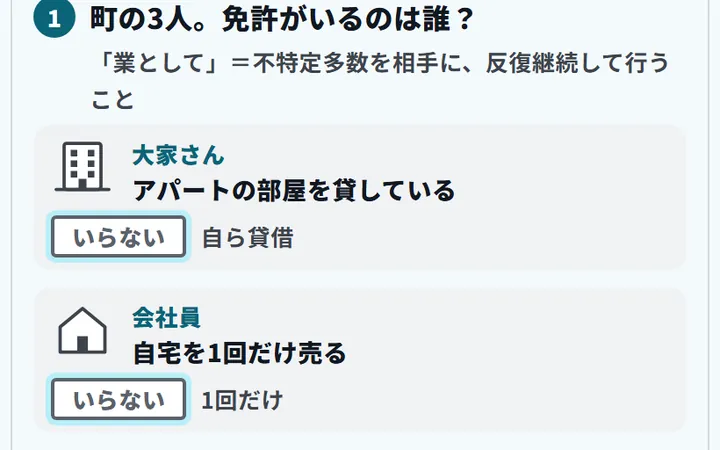 1 町の3人。免許がいるのは誰？
「業として」＝不特定多数を相手に、反復継続して行う
こと
大家さん
アパートの部屋を貸している
いらない 自ら貸借
会社員
自宅を1回だけ売る
いらない 1回だけ